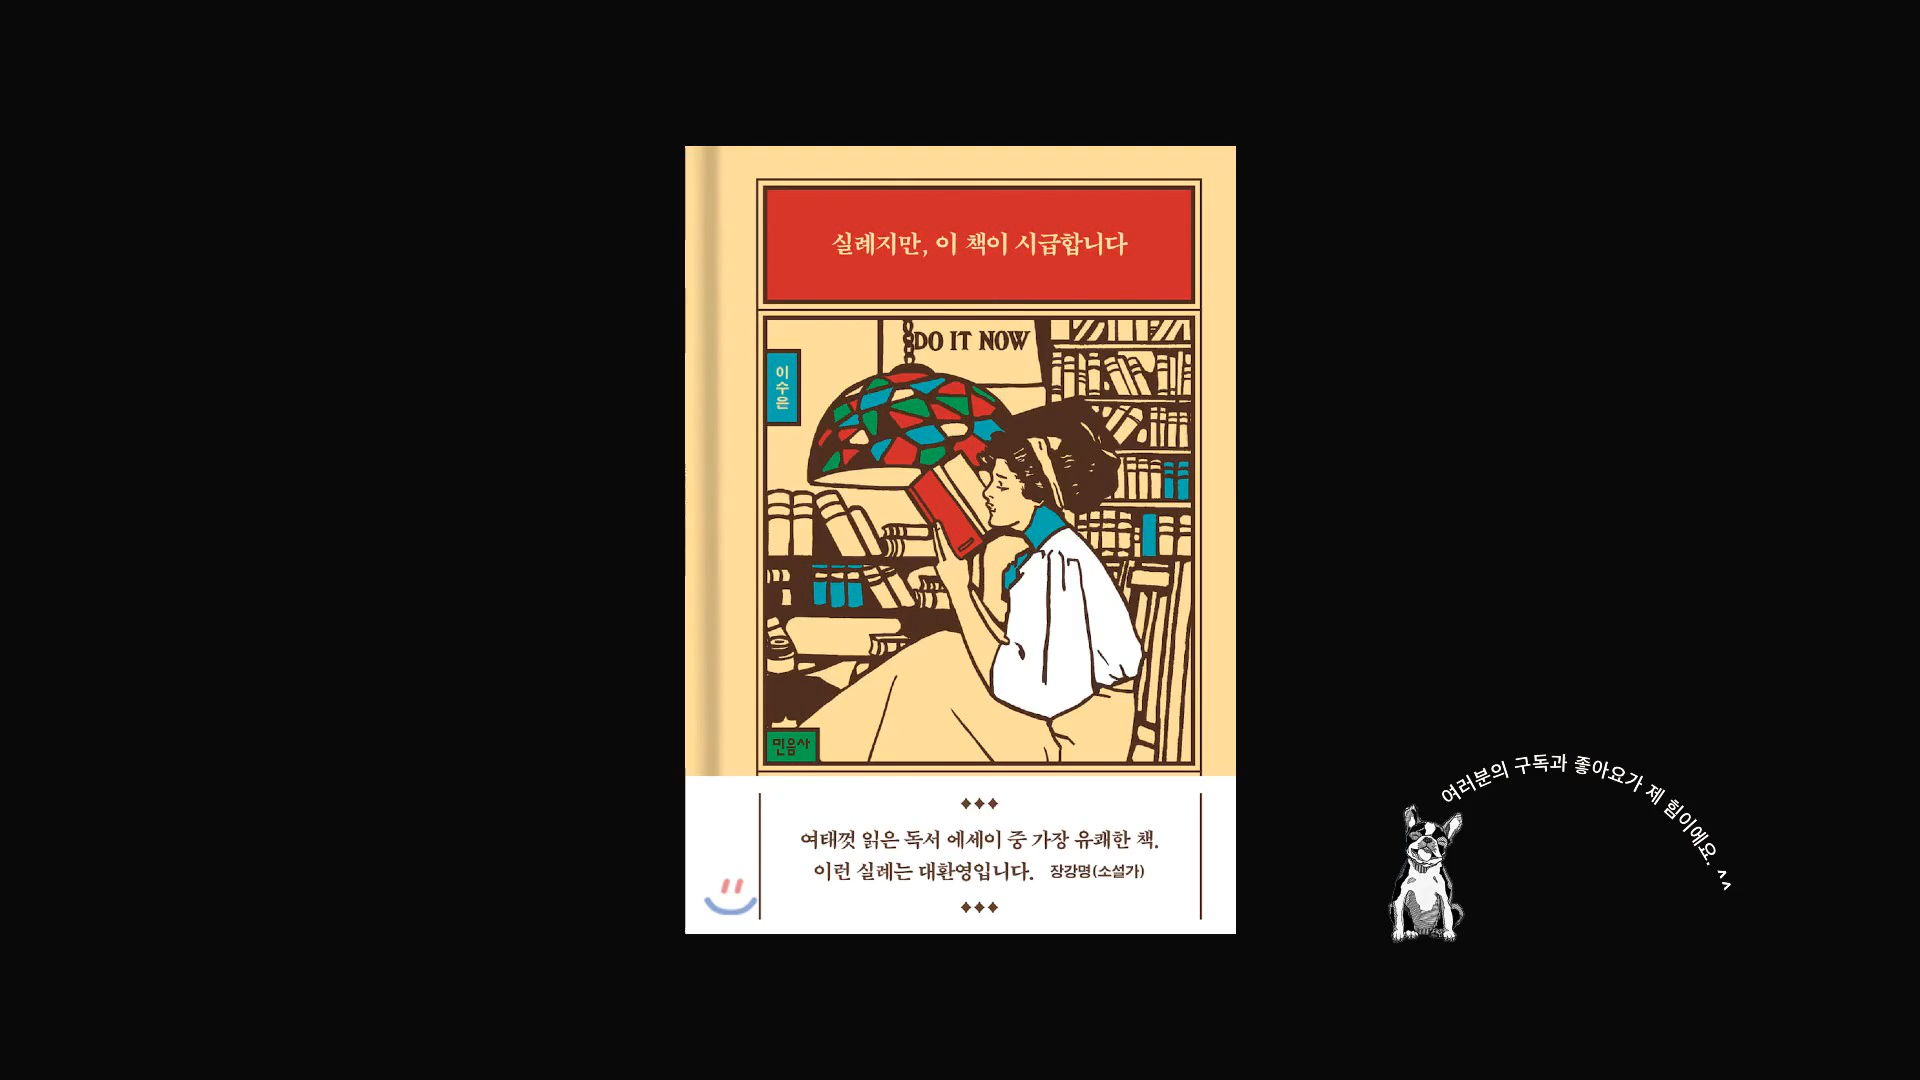 실례지만, 이 책이 시급합니다
DO IT NOW
이수은
민음사
여태껏 읽은 독서 에세이 중 가장 유쾌한 책.
이런 실례는 대환영입니다. 장강명(소설가)
여러분의 구독과 좋아요가 제 힘이에요. ^^